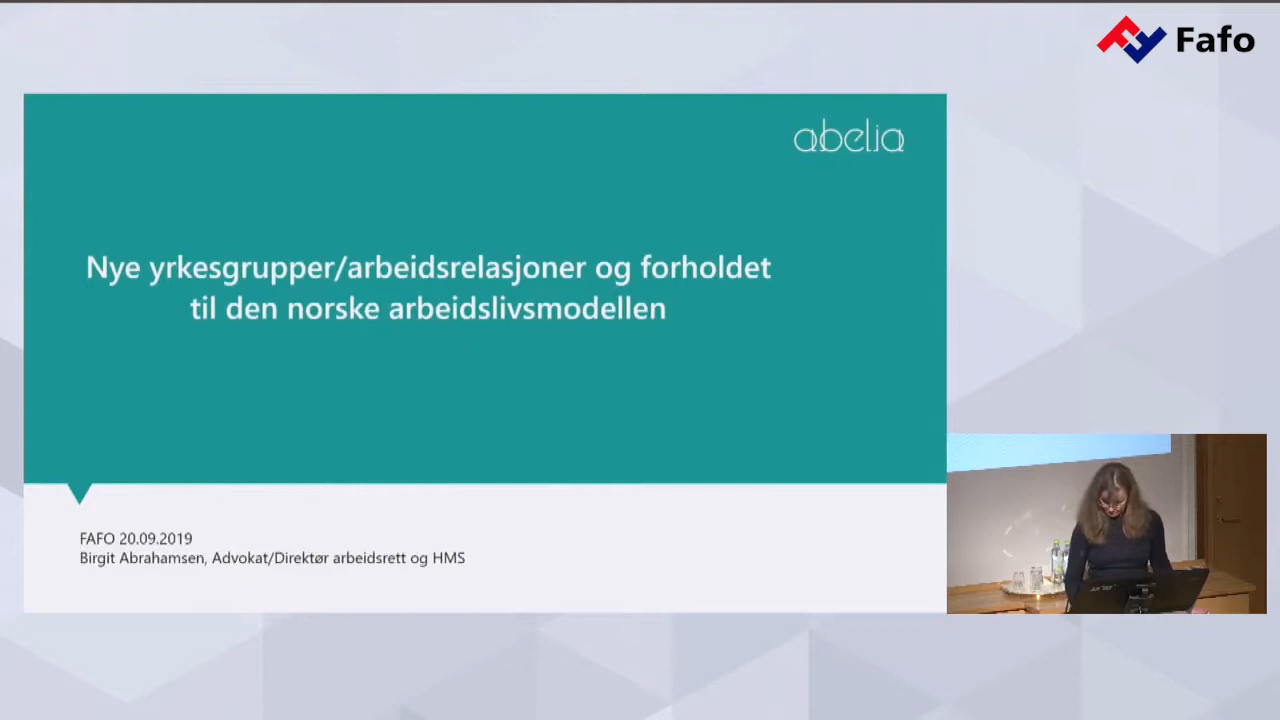 Fafo
abelia
Nye yrkesgrupper/arbeidsrelasjoner og forholdet
til den norske arbeidslivsmodellen
FAFO 20.09.2019
Birgit Abrahamsen, Advokat/Direktør arbeidsrett og HMS